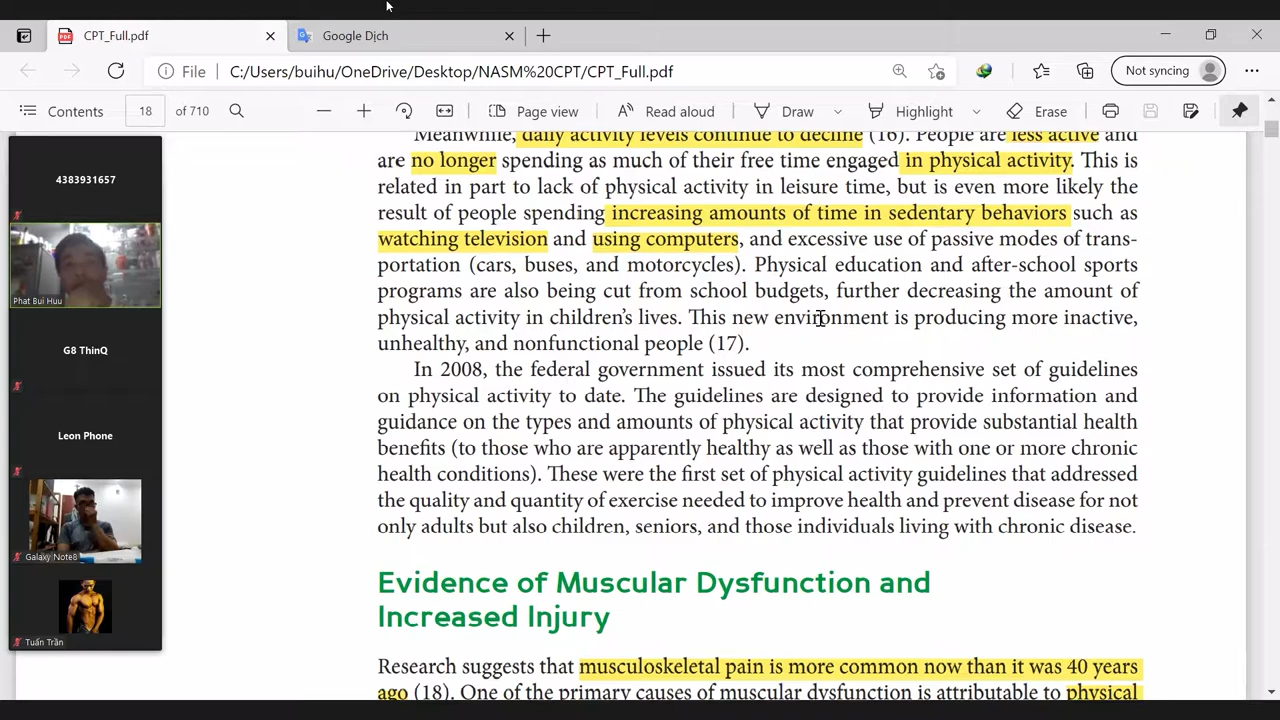 CPT_Full.pdf
Google Dịch
File
C:/Users/buihu/OneDrive/Desktop/NASM%20CPT/CPT_Full.pdf
Not syncing
Contents
18
of 710
Page view
Read aloud
Draw
Highlight
Erase
4383931657
Phat Bui Huu
G8 ThinQ
Leon Phone
Galaxy Note8
Tuấn Trần
Meanwhile, daily activity levels continue to decline (16). People are less active and
are no longer spending as much of their free time engaged in physical activity. This is
related in part to lack of physical activity in leisure time, but is even more likely the
result of people spending increasing amounts of time in sedentary behaviors such as
watching television and using computers, and excessive use of passive modes of trans-
portation (cars, buses, and motorcycles). Physical education and after-school sports
programs are also being cut from school budgets, further decreasing the amount of
physical activity in children's lives. This new environment is producing more inactive,
unhealthy, and nonfunctional people (17).
In 2008, the federal government issued its most comprehensive set of guidelines
on physical activity to date. The guidelines are designed to provide information and
guidance on the types and amounts of physical activity that provide substantial health
benefits (to those who are apparently healthy as well as those with one or more chronic
health conditions). These were the first set of physical activity guidelines that addressed
the quality and quantity of exercise needed to improve health and prevent disease for not
only adults but also children, seniors, and those individuals living with chronic disease.
Evidence of Muscular Dysfunction and
Increased Injury
Research suggests that musculoskeletal pain is more common now than it was 40 years
ago (18). One of the primary causes of muscular dysfunction is attributable to physical